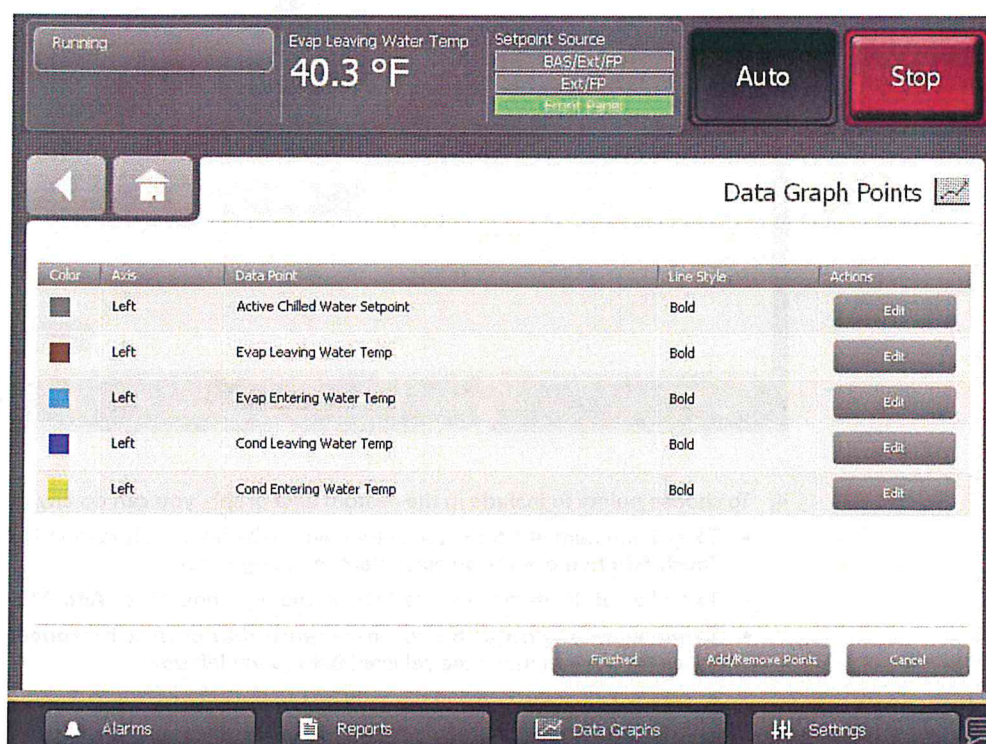 Running
Evap Leaving Water Temp
40.3 °F
Setpoint Source
BAS/Ext/FP
Ext/FP
Front Panel
Auto
Stop
Data Graph Points
Color Axis Data Point Line Style Actions
Left Active Chilled Water Setpoint Bold Edit
Left Evap Leaving Water Temp Bold Edit
Left Evap Entering Water Temp Bold Edit
Left Cond Leaving Water Temp Bold Edit
Left Cond Entering Water Temp Bold Edit
Finished Add/Remove Points Cancel
Alarms Reports Data Graphs Settings